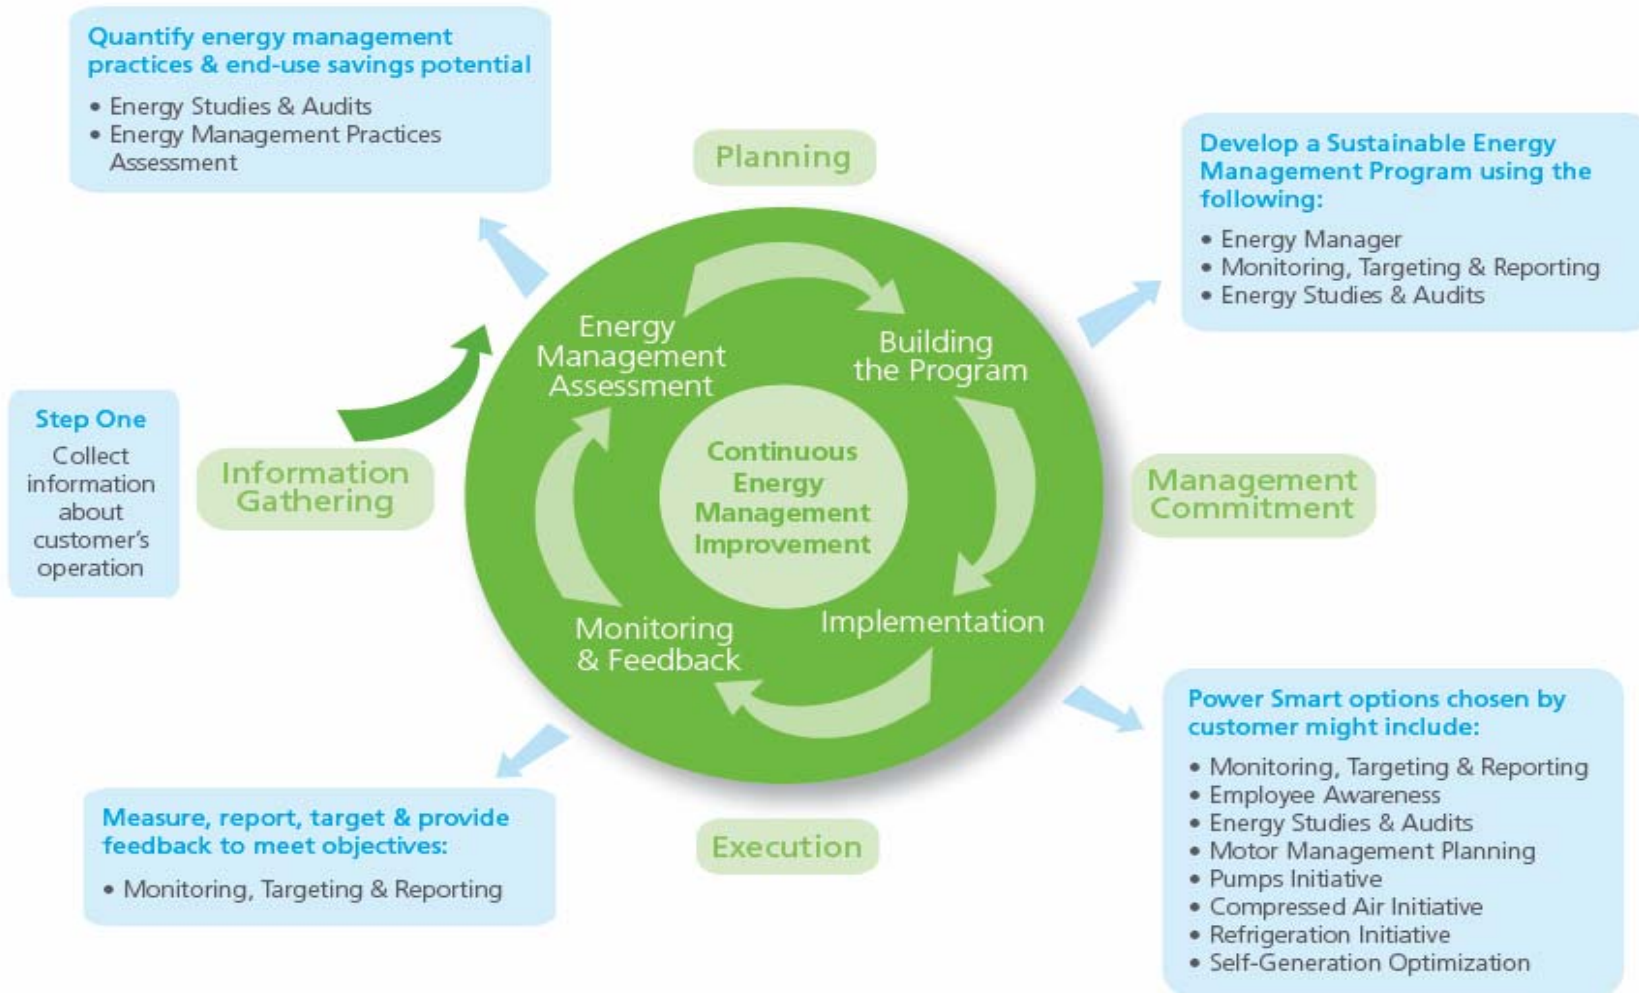 Quantify energy management
practices & end-use savings potential
• Energy Studies & Audits
• Energy Management Practices
Assessment
Planning
Develop a Sustainable Energy
Management Program using the
following:
• Energy Manager
• Monitoring, Targeting & Reporting
• Energy Studies & Audits
Step One
Collect
information
about
customer's
operation
Information
Gathering
Energy
Management
Assessment
Building
the Program
Continuous
Energy
Management
Improvement
Monitoring
& Feedback
Implementation
Management
Commitment
Measure, report, target & provide
feedback to meet objectives:
• Monitoring, Targeting & Reporting
Execution
Power Smart options chosen by
customer might include:
• Monitoring, Targeting & Reporting
• Employee Awareness
• Energy Studies & Audits
• Motor Management Planning
• Pumps Initiative
• Compressed Air Initiative
• Refrigeration Initiative
• Self-Generation Optimization